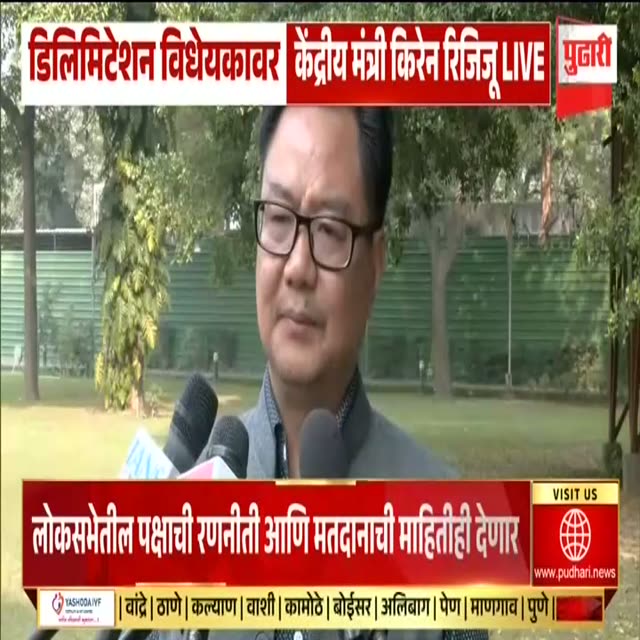 डिलिमिटेशन विधेयकावर
केंद्रीय मंत्री किरेन रिजिजू LIVE
पुढारी
लोकसभेतील पक्षाची रणनीती आणि मतदानाची माहितीही देणार
VISIT US
www.pudhari.news
YASHODA IVF
| वांद्रे | ठाणे | कल्याण | वाशी | कामोठे | बोईसर | अलिबाग | पेण | माणगाव | पुणे |